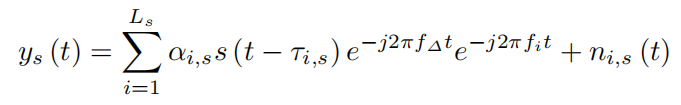 y_s (t) = \sum_{i=1}^{L_s} \alpha_{i,s} s (t − \tau_{i,s}) e^{−j2\pi f_\Delta t} e^{−j2\pi f_i t} + n_{i,s} (t)